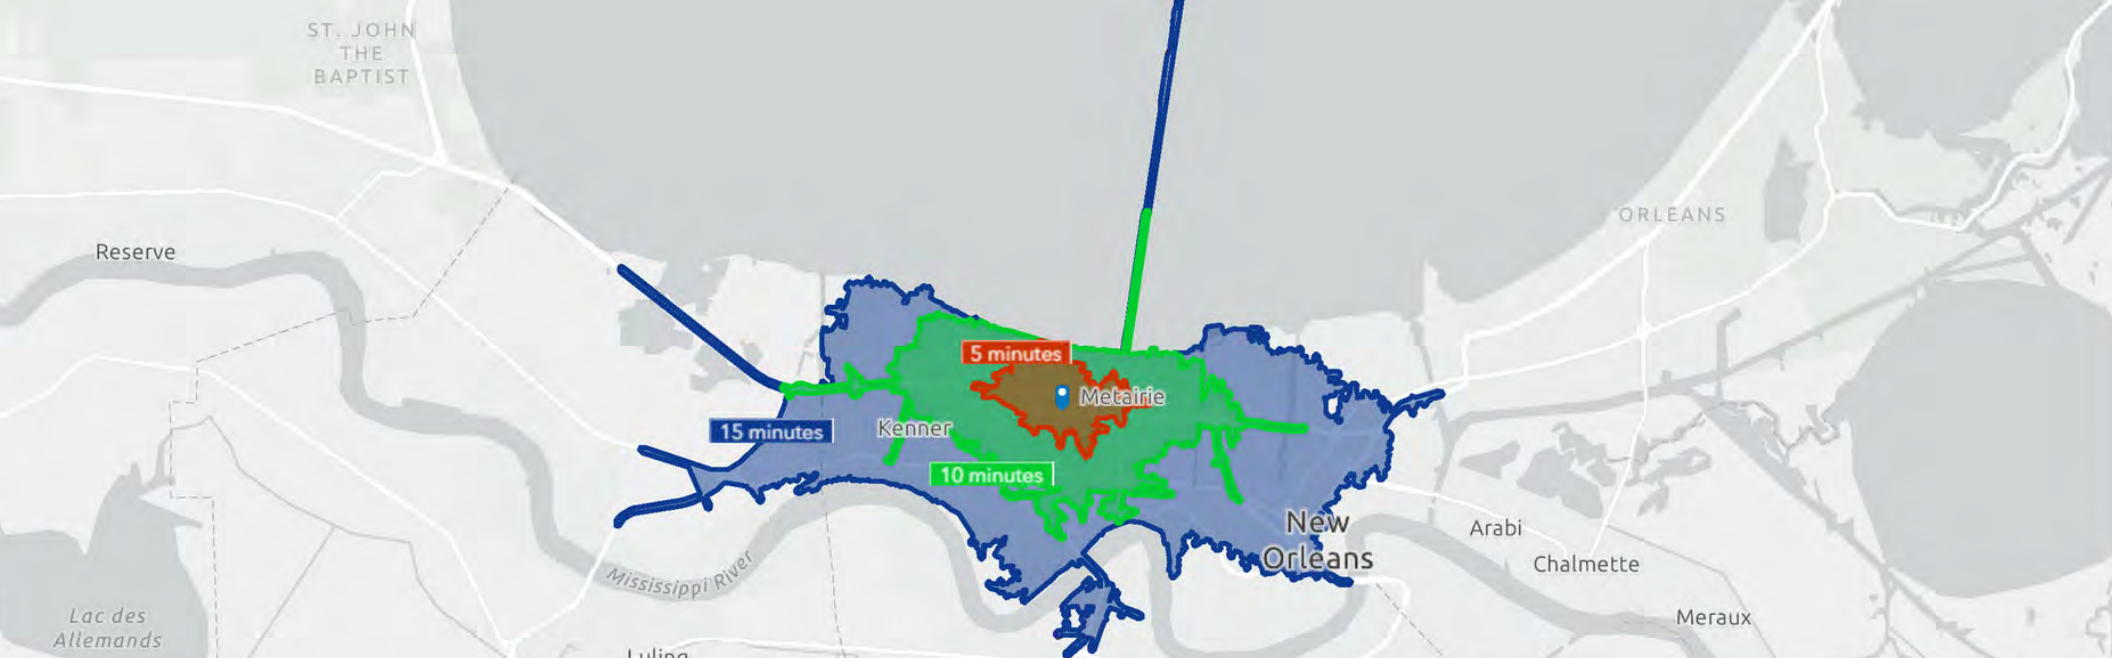 ST. JOHN
THE
BAPTIST
ORLEANS
Reserve
5 minutes
Metairie
15 minutes
Kenner
10 minutes
New
Orleans
Arabi
Chalmette
Mississippi River
Lac des
Allemands
Meraux
Luling